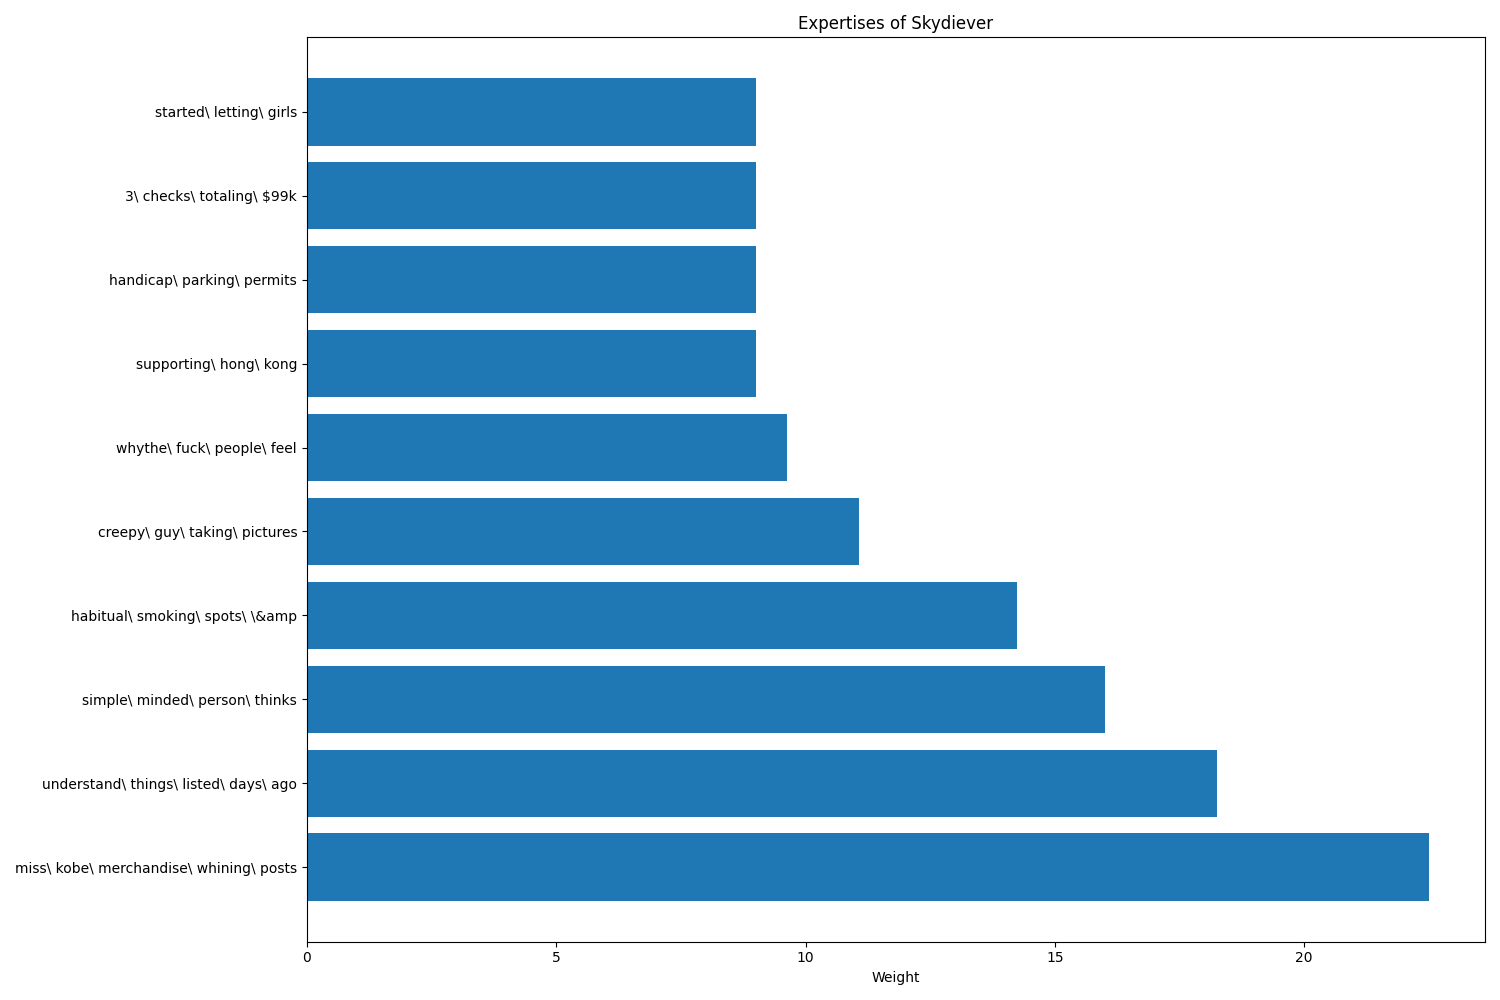 Expertises of Skydiever
started\ letting\ girls
3\ checks\ totaling\ $99k
handicap\ parking\ permits
supporting\ hong\ kong
whythe\ fuck\ people\ feel
creepy\ guy\ taking\ pictures
habitual\ smoking\ spots\ \&amp
simple\ minded\ person\ thinks
understand\ things\ listed\ days\ ago
miss\ kobe\ merchandise\ whining\ posts
0 5 10 15 20
Weight